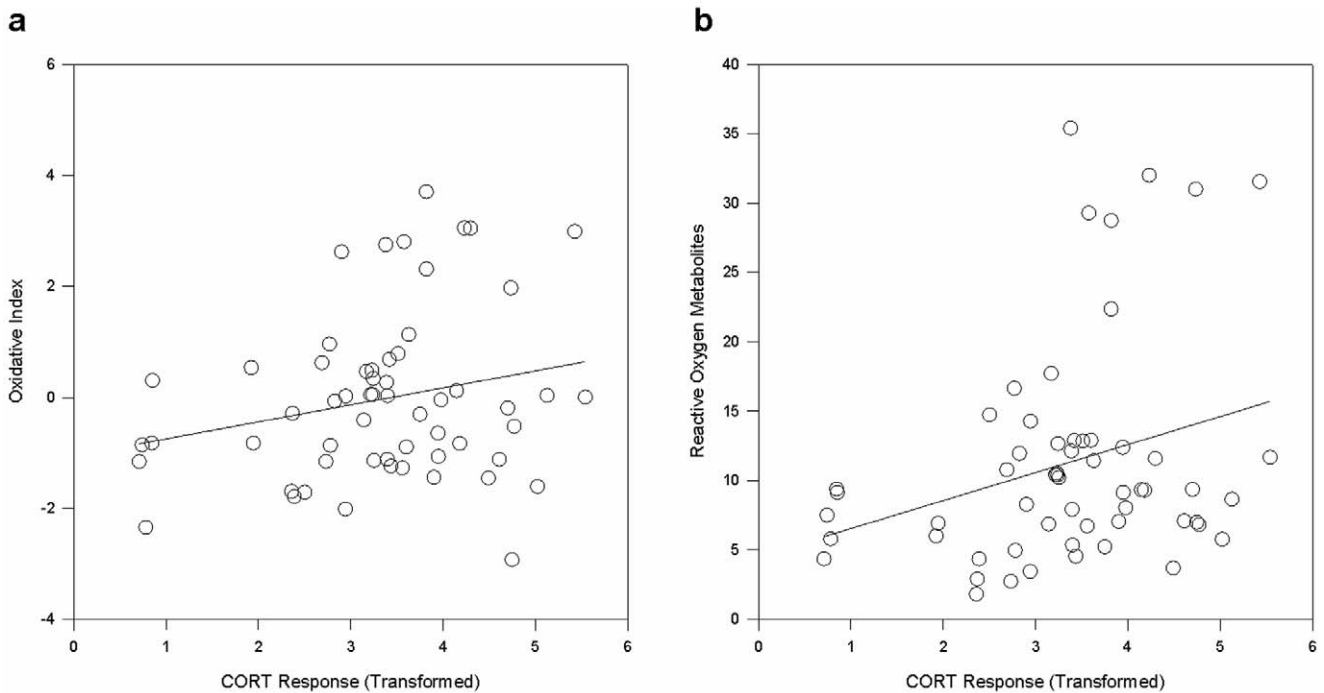 a
6
4
2
0
-2
-4
Oxidative Index
0 1 2 3 4 5 6
CORT Response (Transformed)
b
40
35
30
25
20
15
10
5
0
Reactive Oxygen Metabolites
0 1 2 3 4 5 6
CORT Response (Transformed)